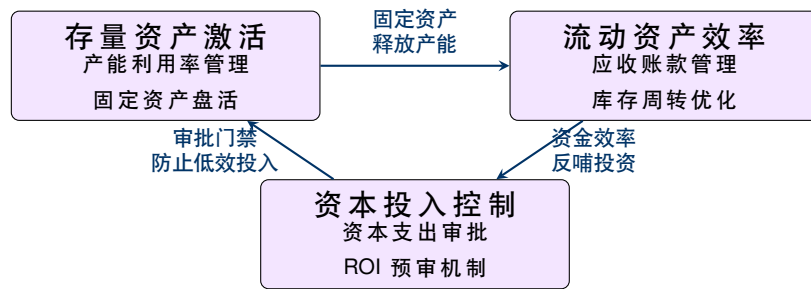 存量资产激活
产能利用率管理
固定资产盘活
固定资产
释放产能
流动资产效率
应收账款管理
库存周转优化
审批门禁
防止低效投入
资金效率
反哺投资
资本投入控制
资本支出审批
ROI 预审机制